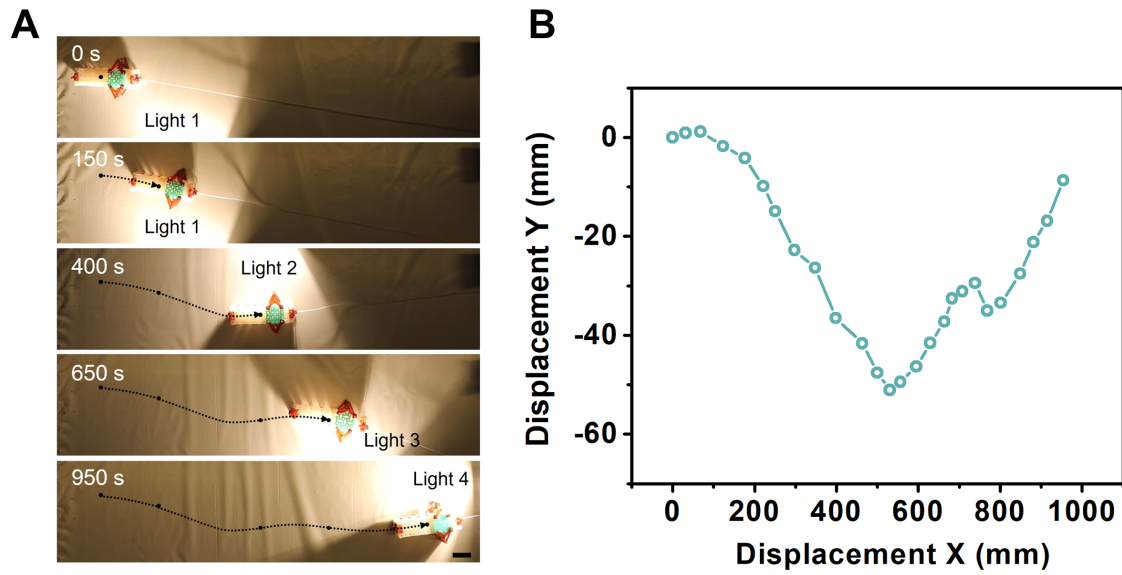 A
0 s
Light 1
150 s
Light 1
400 s
Light 2
650 s
Light 3
950 s
Light 4
B
Displacement Y (mm)
0
-20
-40
-60
0 200 400 600 800 1000
Displacement X (mm)